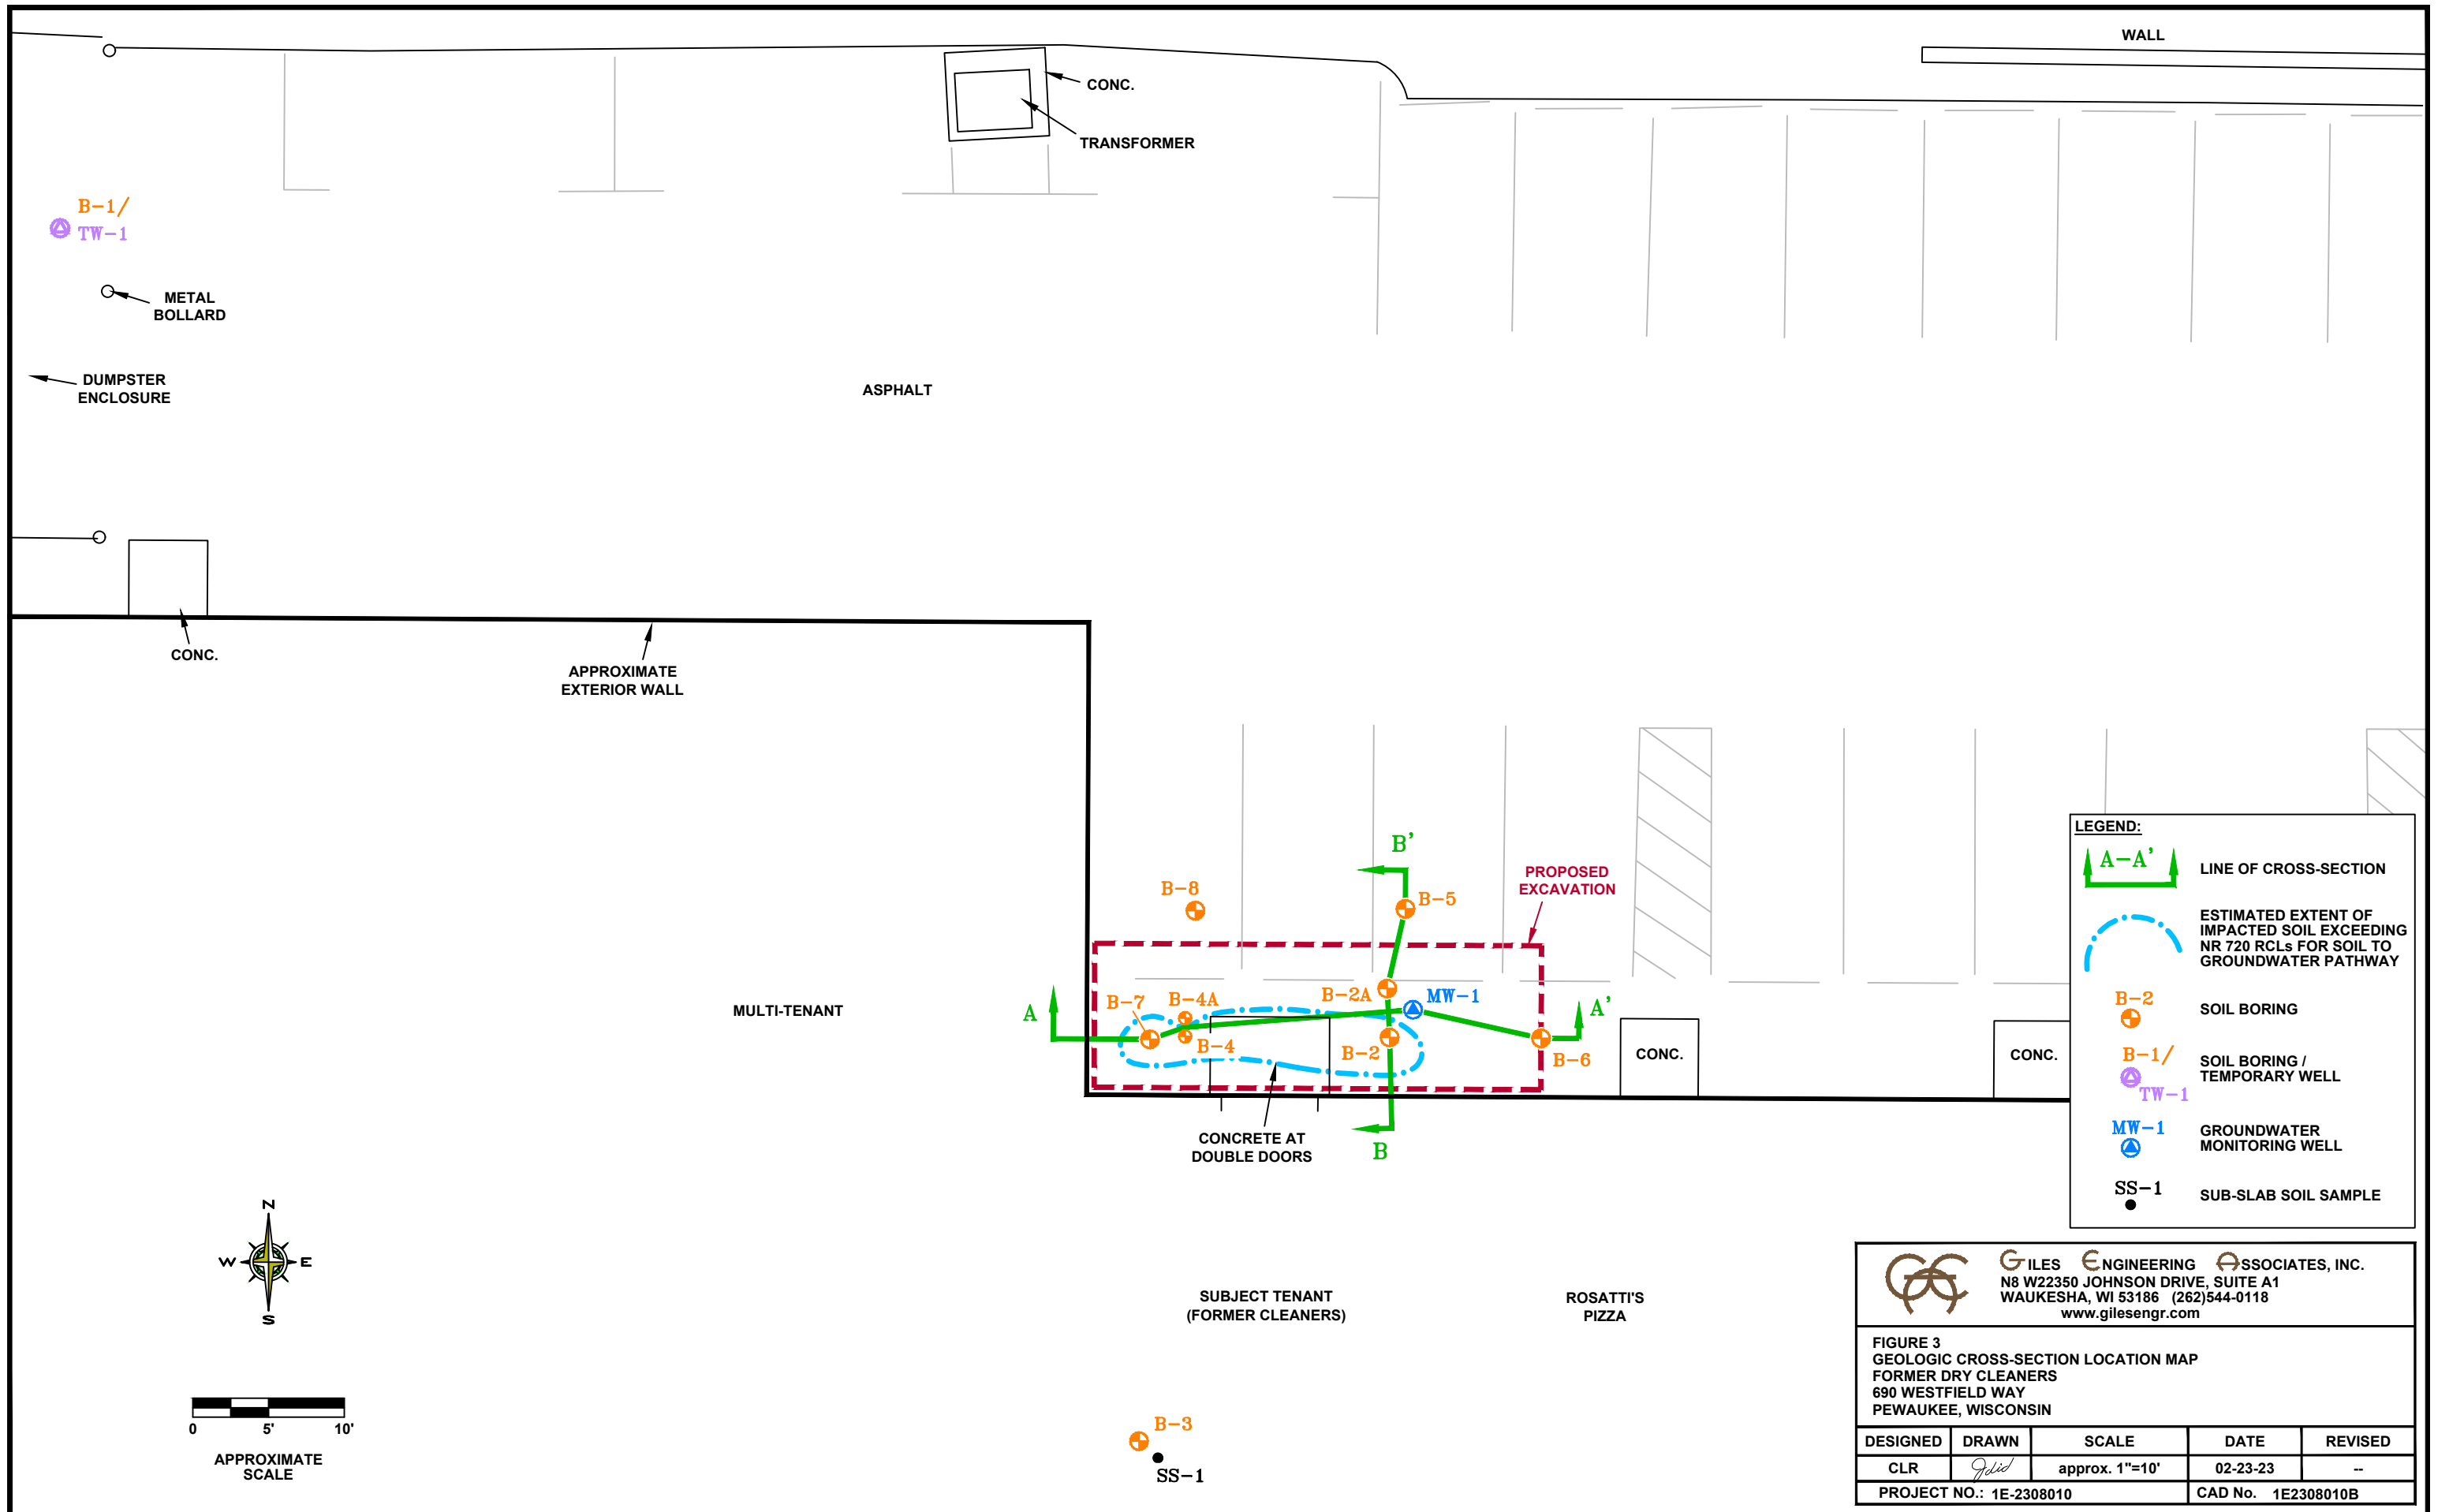 WALL
CONC.
TRANSFORMER
B-1/
TW-1
METAL
BOLLARD
DUMPSTER
ENCLOSURE
ASPHALT
CONC.
APPROXIMATE
EXTERIOR WALL
B'
PROPOSED
EXCAVATION
B-8
B-5
MULTI-TENANT
A
B-7
B-4A
B-4
B-2A
MW-1
B-2
A'
B-6
CONC.
CONC.
CONCRETE AT
DOUBLE DOORS
B
LEGEND:
A-A'
LINE OF CROSS-SECTION
ESTIMATED EXTENT OF
IMPACTED SOIL EXCEEDING
NR 720 RCLs FOR SOIL TO
GROUNDWATER PATHWAY
B-2
SOIL BORING
B-1/
TW-1
SOIL BORING /
TEMPORARY WELL
MW-1
GROUNDWATER
MONITORING WELL
SS-1
SUB-SLAB SOIL SAMPLE
N
W E
S
0 5' 10'
APPROXIMATE
SCALE
SUBJECT TENANT
(FORMER CLEANERS)
ROSATTI'S
PIZZA
B-3
SS-1
GILES ENGINEERING ASSOCIATES, INC.
N8 W22350 JOHNSON DRIVE, SUITE A1
WAUKESHA, WI 53186 (262)544-0118
www.gilesengr.com
FIGURE 3
GEOLOGIC CROSS-SECTION LOCATION MAP
FORMER DRY CLEANERS
690 WESTFIELD WAY
PEWAUKEE, WISCONSIN
DESIGNED DRAWN SCALE DATE REVISED
CLR approx. 1"=10' 02-23-23 --
PROJECT NO.: 1E-2308010 CAD No. 1E2308010B